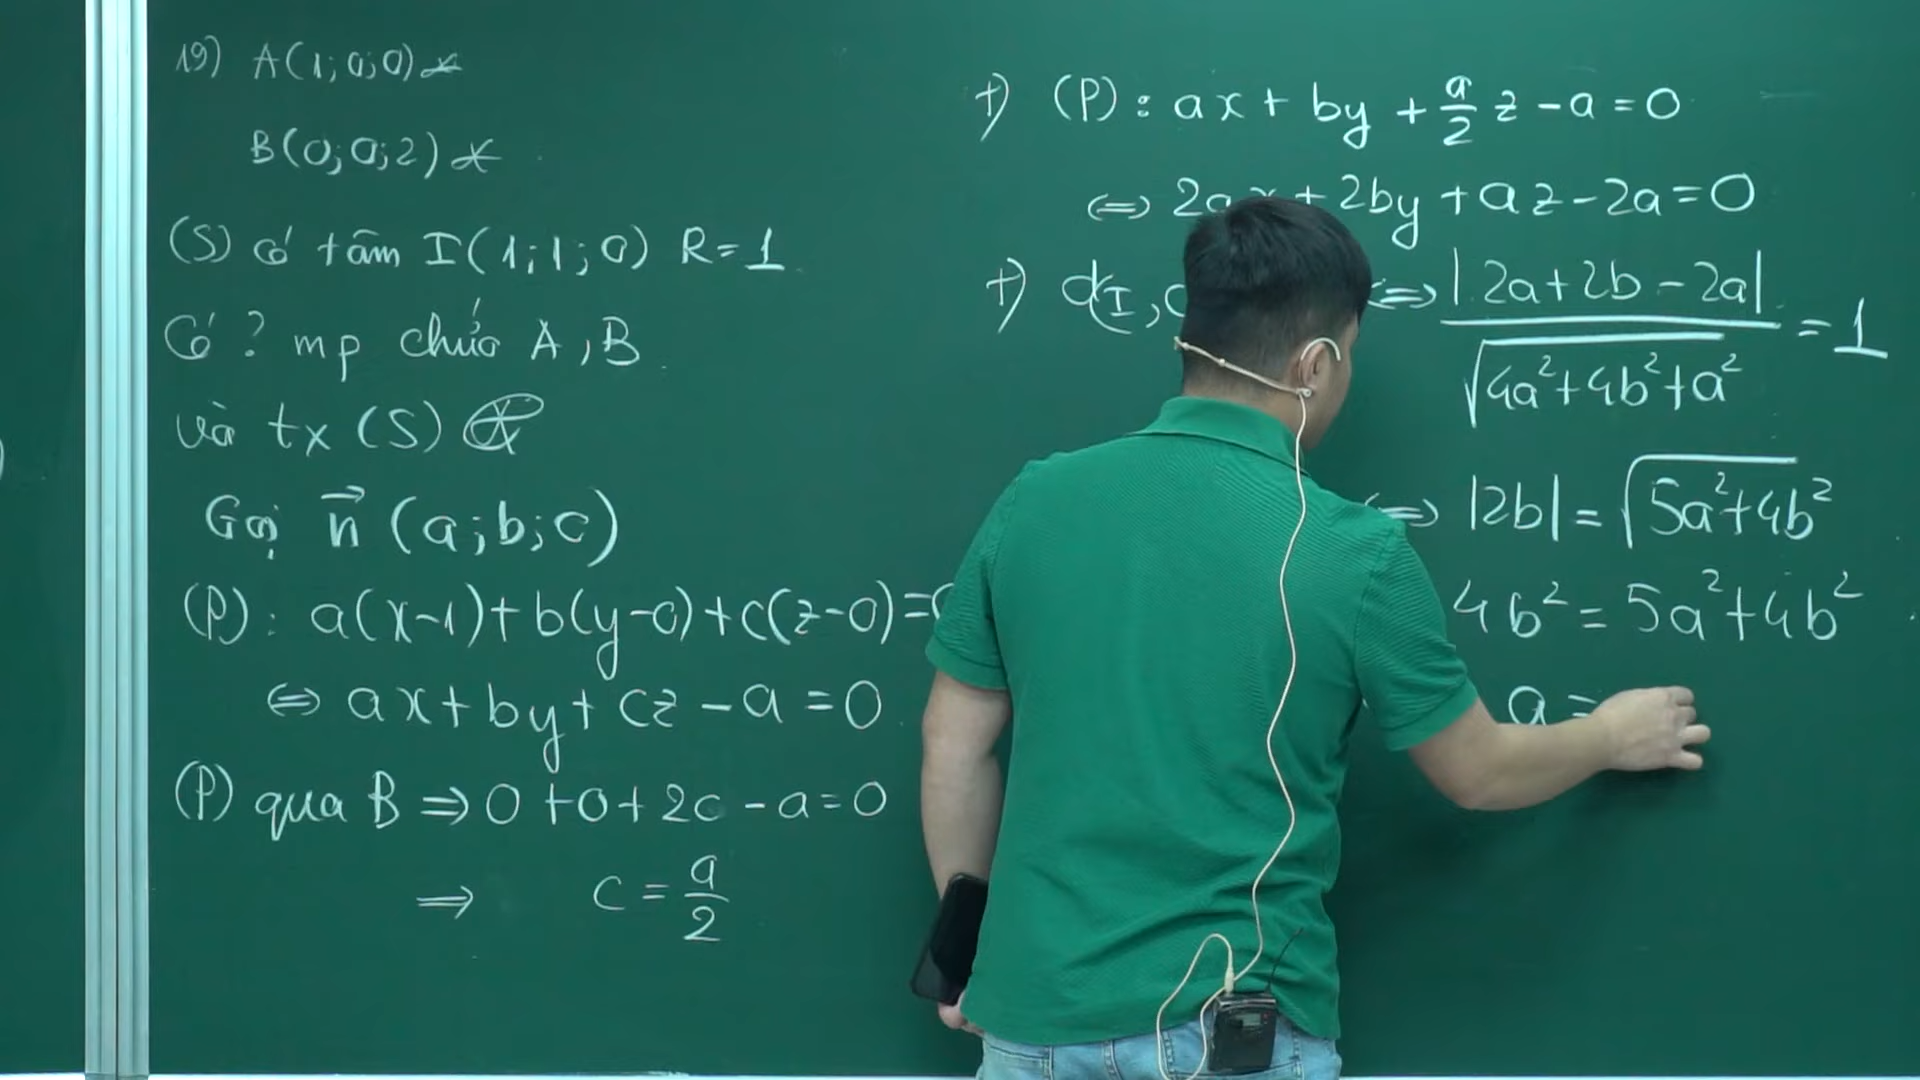 19) A(1;0;0)
B(0;0;2)
(S) có tâm I(1;1;0) R=1
Có ? mp chứa A,B
và tx (S)
Gọi n⃗ (a;b;c)
(P): a(x-1)+b(y-0)+c(z-0)=0
⇔ ax+by+cz-a=0
(P) qua B ⇒ 0+0+2c-a=0
⇒ c=a/2
+) (P): ax+by+a/2 z-a=0
⇔ 2ax+2by+az-2a=0
+) d(I, ⇔ |2a+2b-2a|/√(4a²+4b²+a²) =1
⇔ |2b|=√(5a²+4b²)
4b²=5a²+4b²
a=